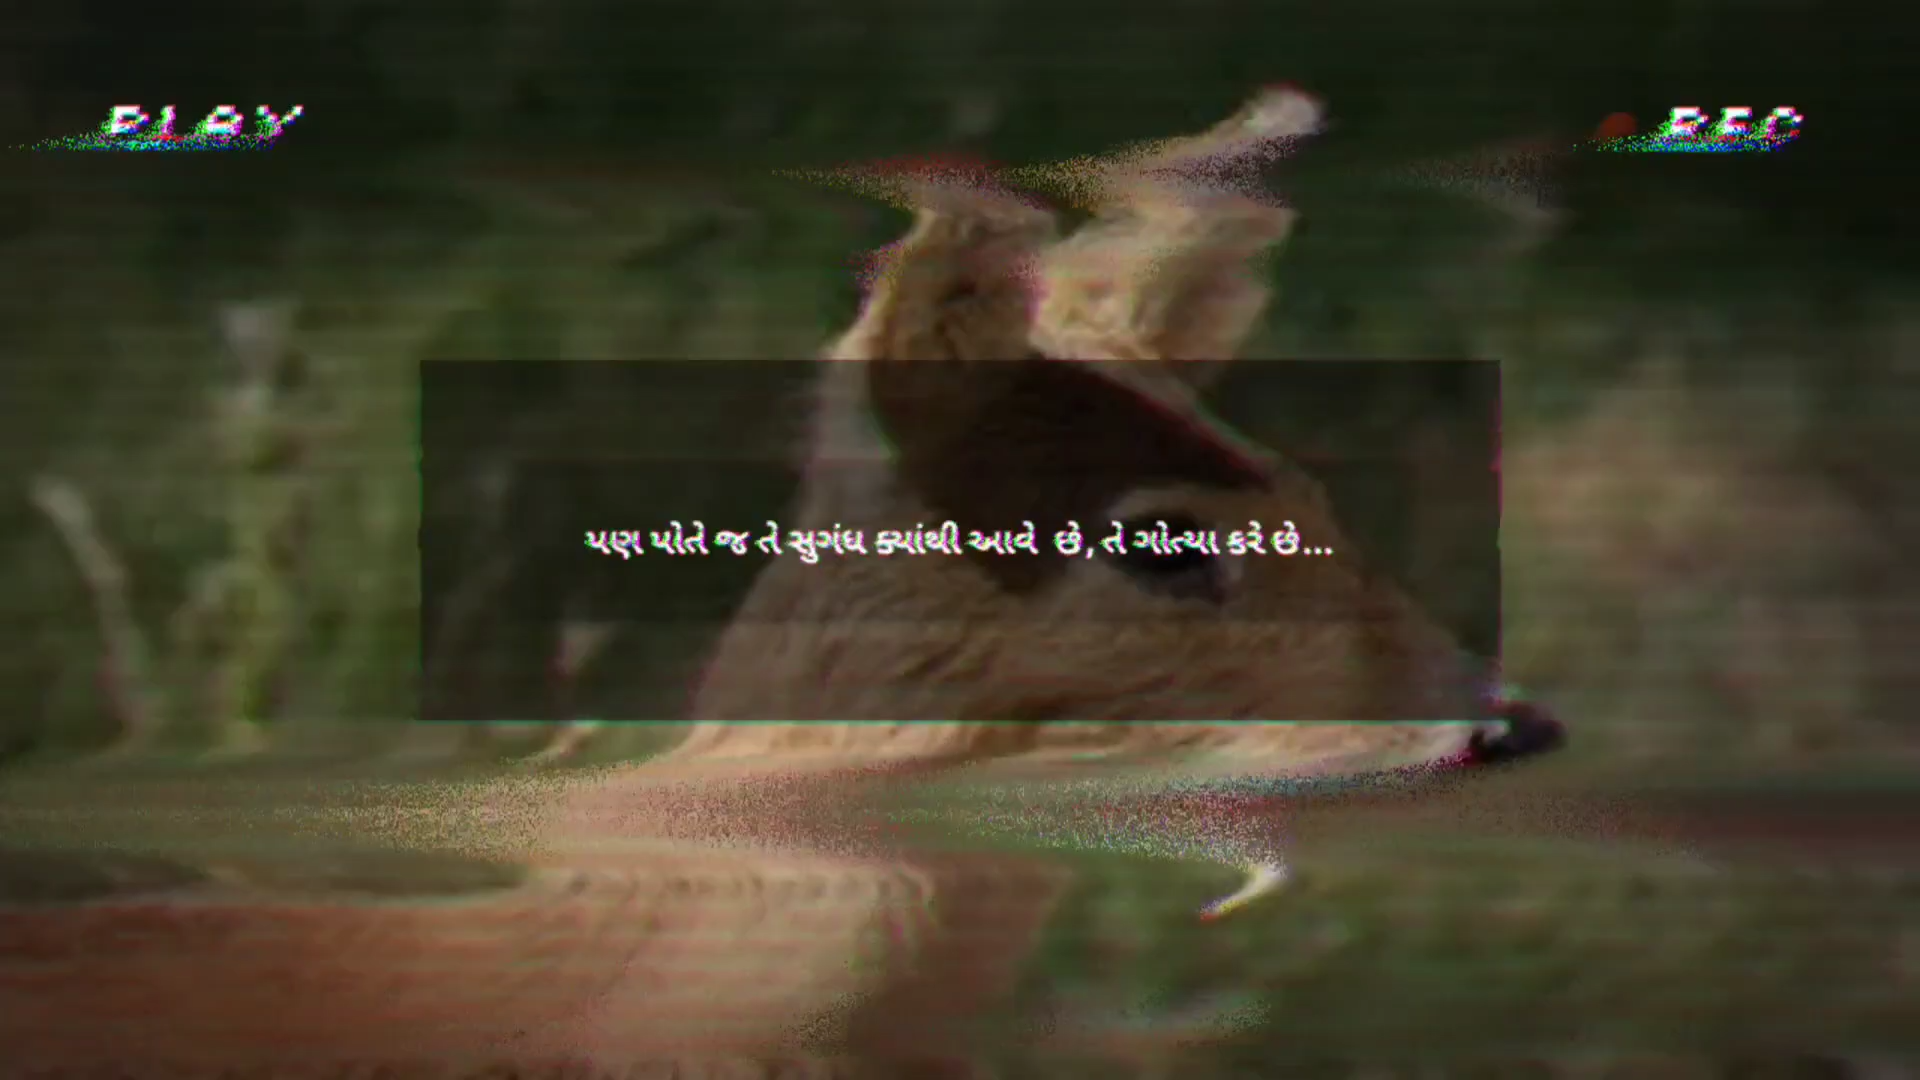 PLAY
REC
પણ પોતે જ તે સુગંધ ક્યાંથી આવે છે, તે ગોત્યા કરે છે...